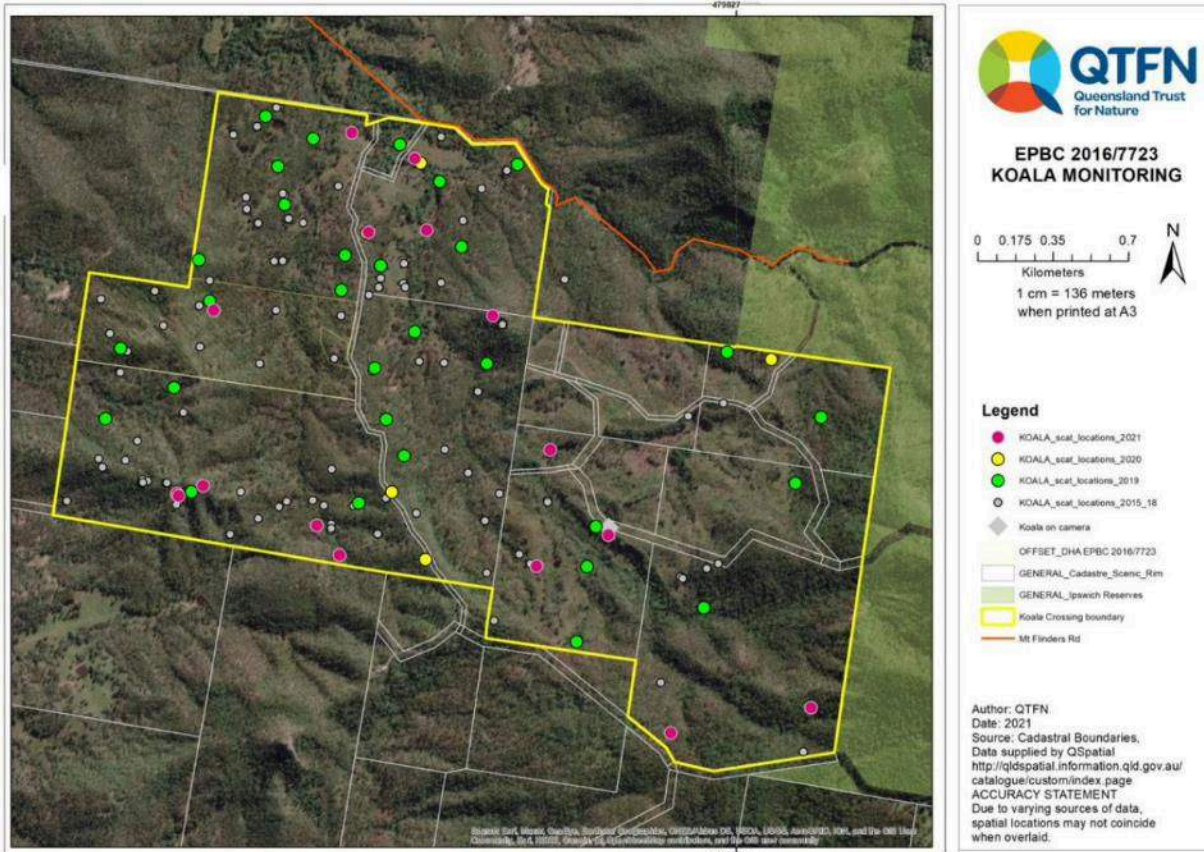 479827
QTFN
Queensland Trust
for Nature
EPBC 2016/7723
KOALA MONITORING
N
0 0.175 0.35 0.7
Kilometers
1 cm = 136 meters
when printed at A3
Legend
KOALA_scat_locations_2021
KOALA_scat_locations_2020
KOALA_scat_locations_2019
KOALA_scat_locations_2015_18
Koala on camera
OFFSET_DHA EPBC 2016/7723
GENERAL_Cadastre_Scenic_Rim
GENERAL_Ipswich Reserves
Koala Crossing boundary
Mt Flinders Rd
Author: QTFN
Date: 2021
Source: Cadastral Boundaries,
Data supplied by QSpatial
http://qldspatial.information.qld.gov.au/
catalogue/custom/index.page
ACCURACY STATEMENT
Due to varying sources of data,
spatial locations may not coincide
when overlaid.